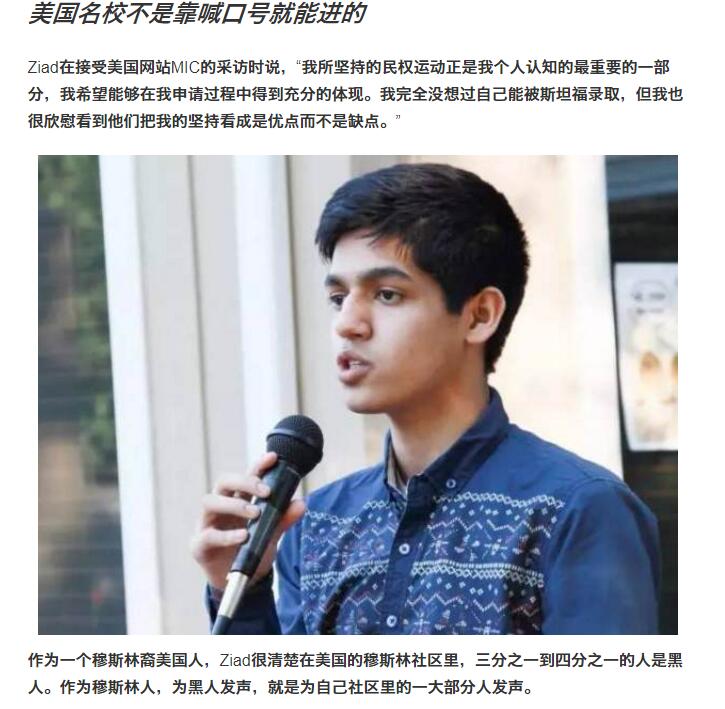 美国名校不是靠喊口号就能进的
Ziad在接受美国网站MIC的采访时说，“我所坚持的民权运动正是我个人认知的最重要的一部
分，我希望能够在我申请过程中得到充分的体现。我完全没想过自己能被斯坦福录取，但我也
很欣慰看到他们把我的坚持看成是优点而不是缺点。”
作为一个穆斯林裔美国人，Ziad很清楚在美国的穆斯林社区里，三分之一到四分之一的人是黑
人。作为穆斯林人，为黑人发声，就是为自己社区里的一大部分人发声。